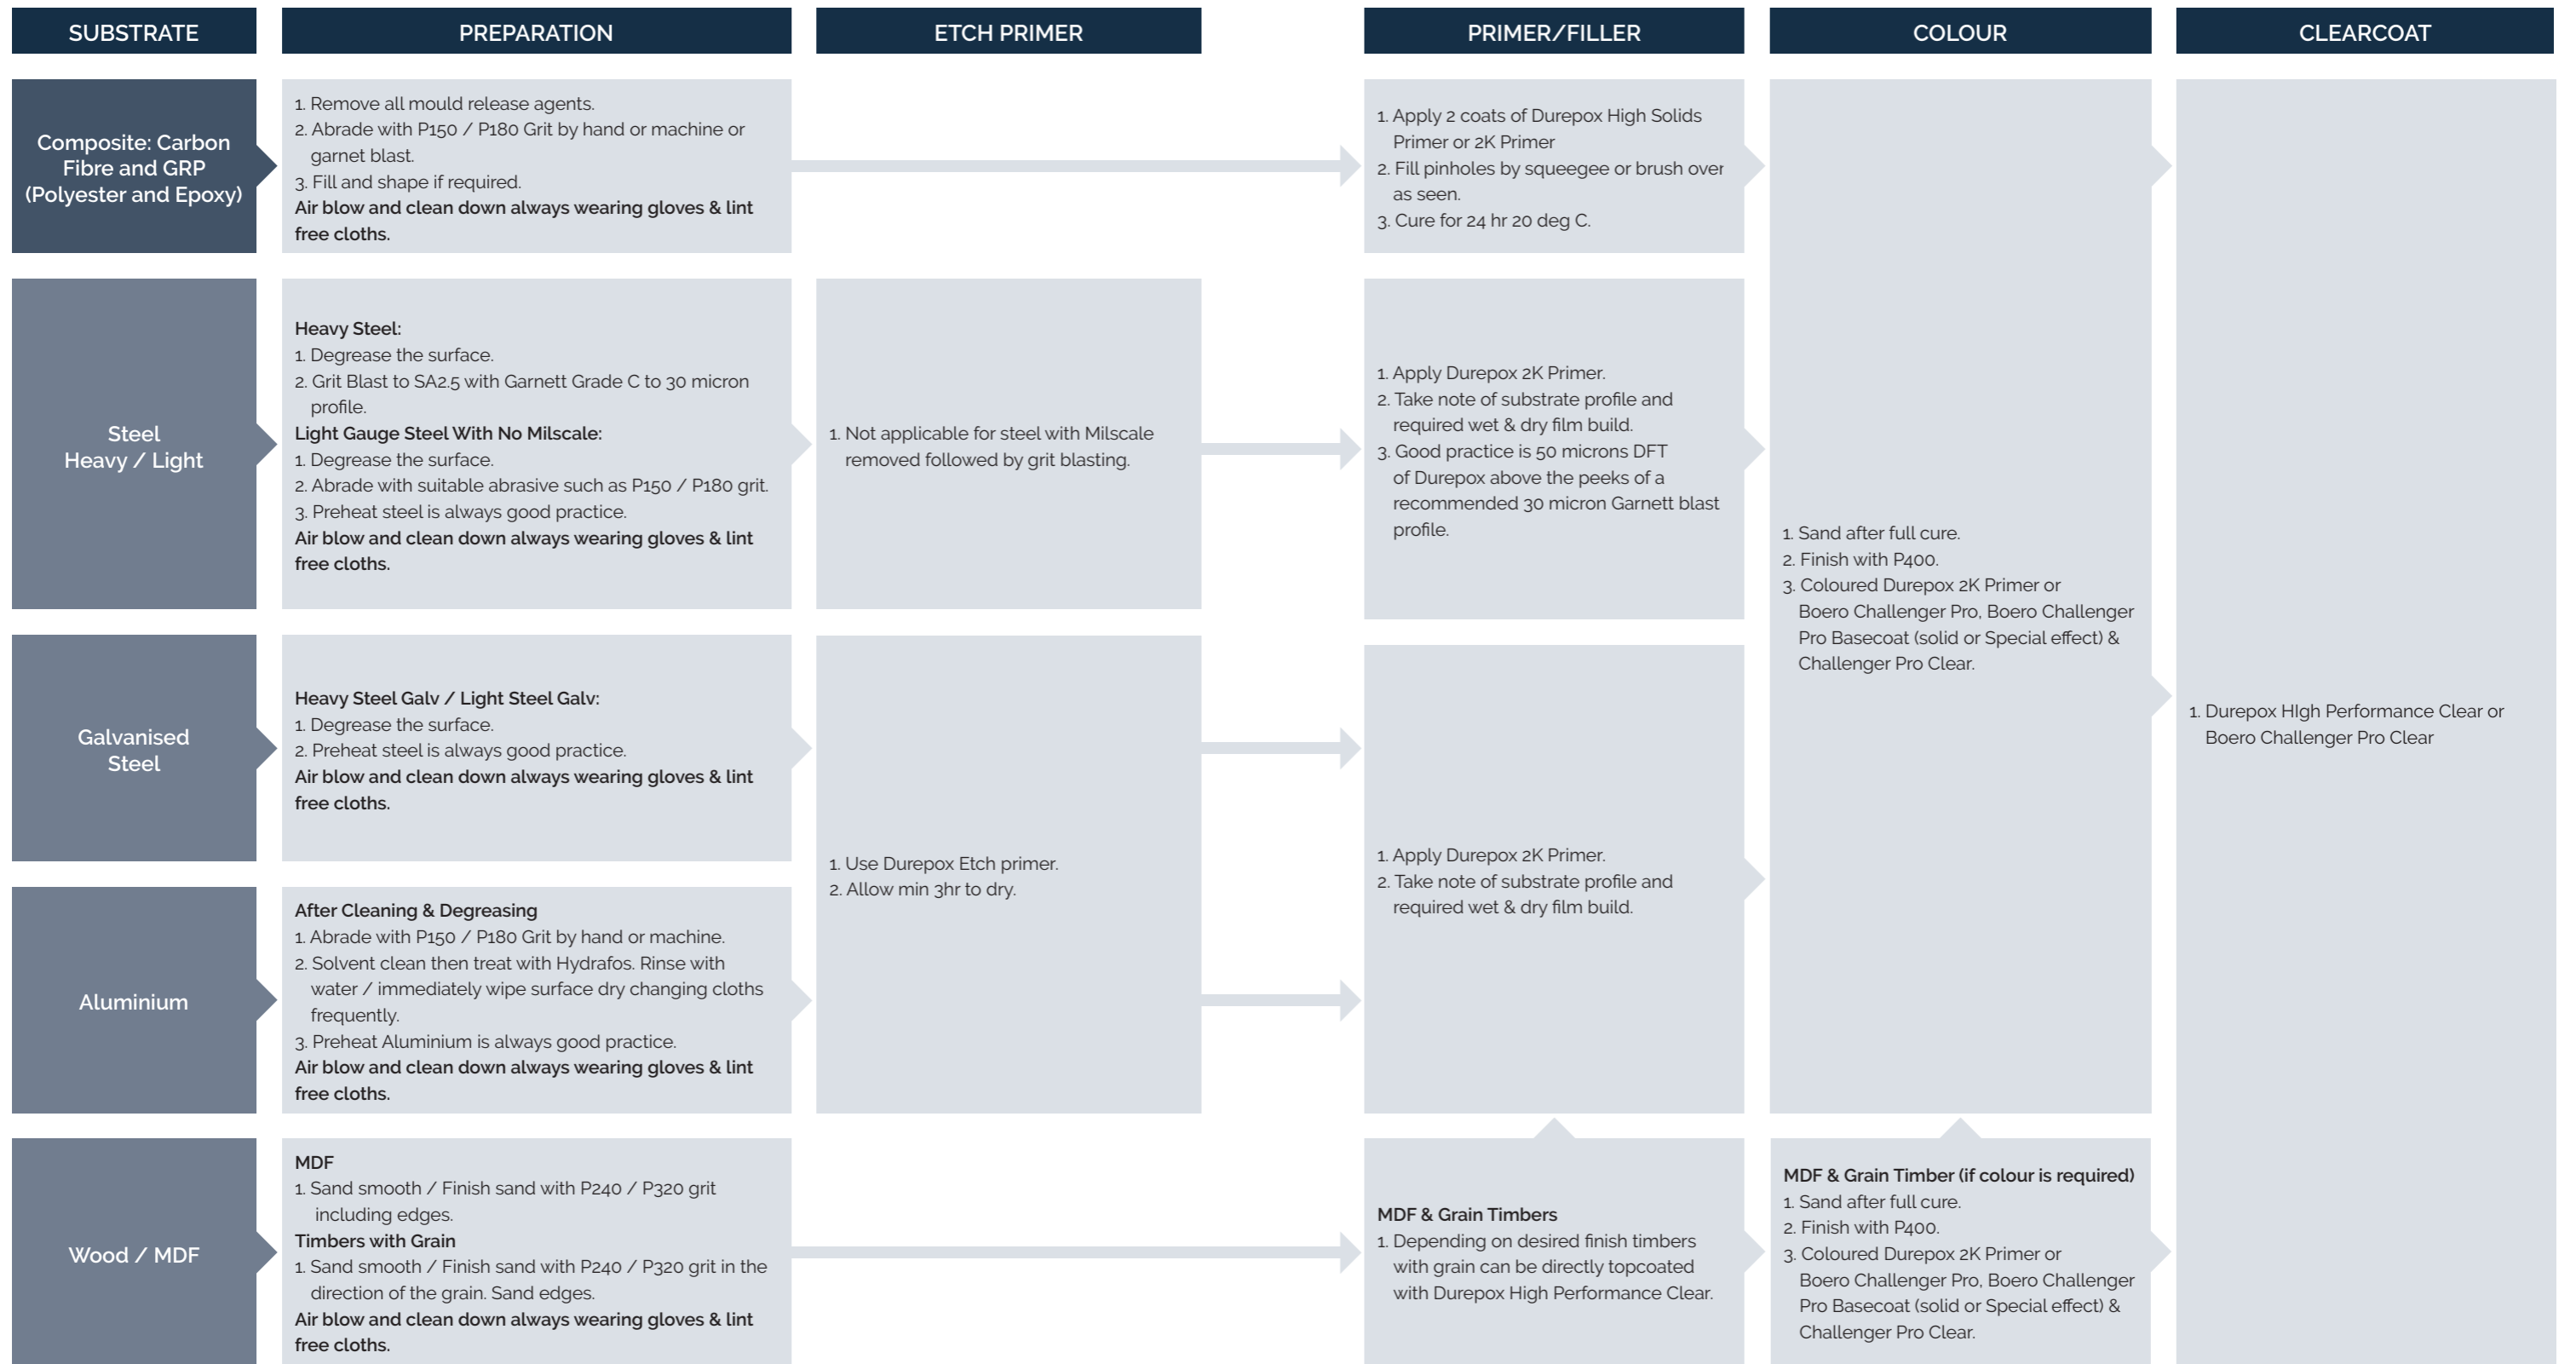 SUBSTRATE
PREPARATION
ETCH PRIMER
PRIMER/FILLER
COLOUR
CLEARCOAT
Composite: Carbon
Fibre and GRP
(Polyester and Epoxy)
1. Remove all mould release agents.
2. Abrade with P150 / P180 Grit by hand or machine or
garnet blast.
3. Fill and shape if required.
Air blow and clean down always wearing gloves & lint
free cloths.
1. Apply 2 coats of Durepox High Solids
Primer or 2K Primer
2. Fill pinholes by squeegee or brush over
as seen.
3. Cure for 24 hr 20 deg C.
Steel
Heavy / Light
Heavy Steel:
1. Degrease the surface.
2. Grit Blast to SA2.5 with Garnett Grade C to 30 micron
profile.
Light Gauge Steel With No Milscale:
1. Degrease the surface.
2. Abrade with suitable abrasive such as P150 / P180 grit.
3. Preheat steel is always good practice.
Air blow and clean down always wearing gloves & lint
free cloths.
1. Not applicable for steel with Milscale
removed followed by grit blasting.
1. Apply Durepox 2K Primer.
2. Take note of substrate profile and
required wet & dry film build.
3. Good practice is 50 microns DFT
of Durepox above the peeks of a
recommended 30 micron Garnett blast
profile.
1. Sand after full cure.
2. Finish with P400.
3. Coloured Durepox 2K Primer or
Boero Challenger Pro, Boero Challenger
Pro Basecoat (solid or Special effect) &
Challenger Pro Clear.
1. Durepox HIgh Performance Clear or
Boero Challenger Pro Clear
Galvanised
Steel
Heavy Steel Galv / Light Steel Galv:
1. Degrease the surface.
2. Preheat steel is always good practice.
Air blow and clean down always wearing gloves & lint
free cloths.
1. Use Durepox Etch primer.
2. Allow min 3hr to dry.
1. Apply Durepox 2K Primer.
2. Take note of substrate profile and
required wet & dry film build.
Aluminium
After Cleaning & Degreasing
1. Abrade with P150 / P180 Grit by hand or machine.
2. Solvent clean then treat with Hydrafos. Rinse with
water / immediately wipe surface dry changing cloths
frequently.
3. Preheat Aluminium is always good practice.
Air blow and clean down always wearing gloves & lint
free cloths.
Wood / MDF
MDF
1. Sand smooth / Finish sand with P240 / P320 grit
including edges.
Timbers with Grain
1. Sand smooth / Finish sand with P240 / P320 grit in the
direction of the grain. Sand edges.
Air blow and clean down always wearing gloves & lint
free cloths.
MDF & Grain Timbers
1. Depending on desired finish timbers
with grain can be directly topcoated
with Durepox High Performance Clear.
MDF & Grain Timber (if colour is required)
1. Sand after full cure.
2. Finish with P400.
3. Coloured Durepox 2K Primer or
Boero Challenger Pro, Boero Challenger
Pro Basecoat (solid or Special effect) &
Challenger Pro Clear.